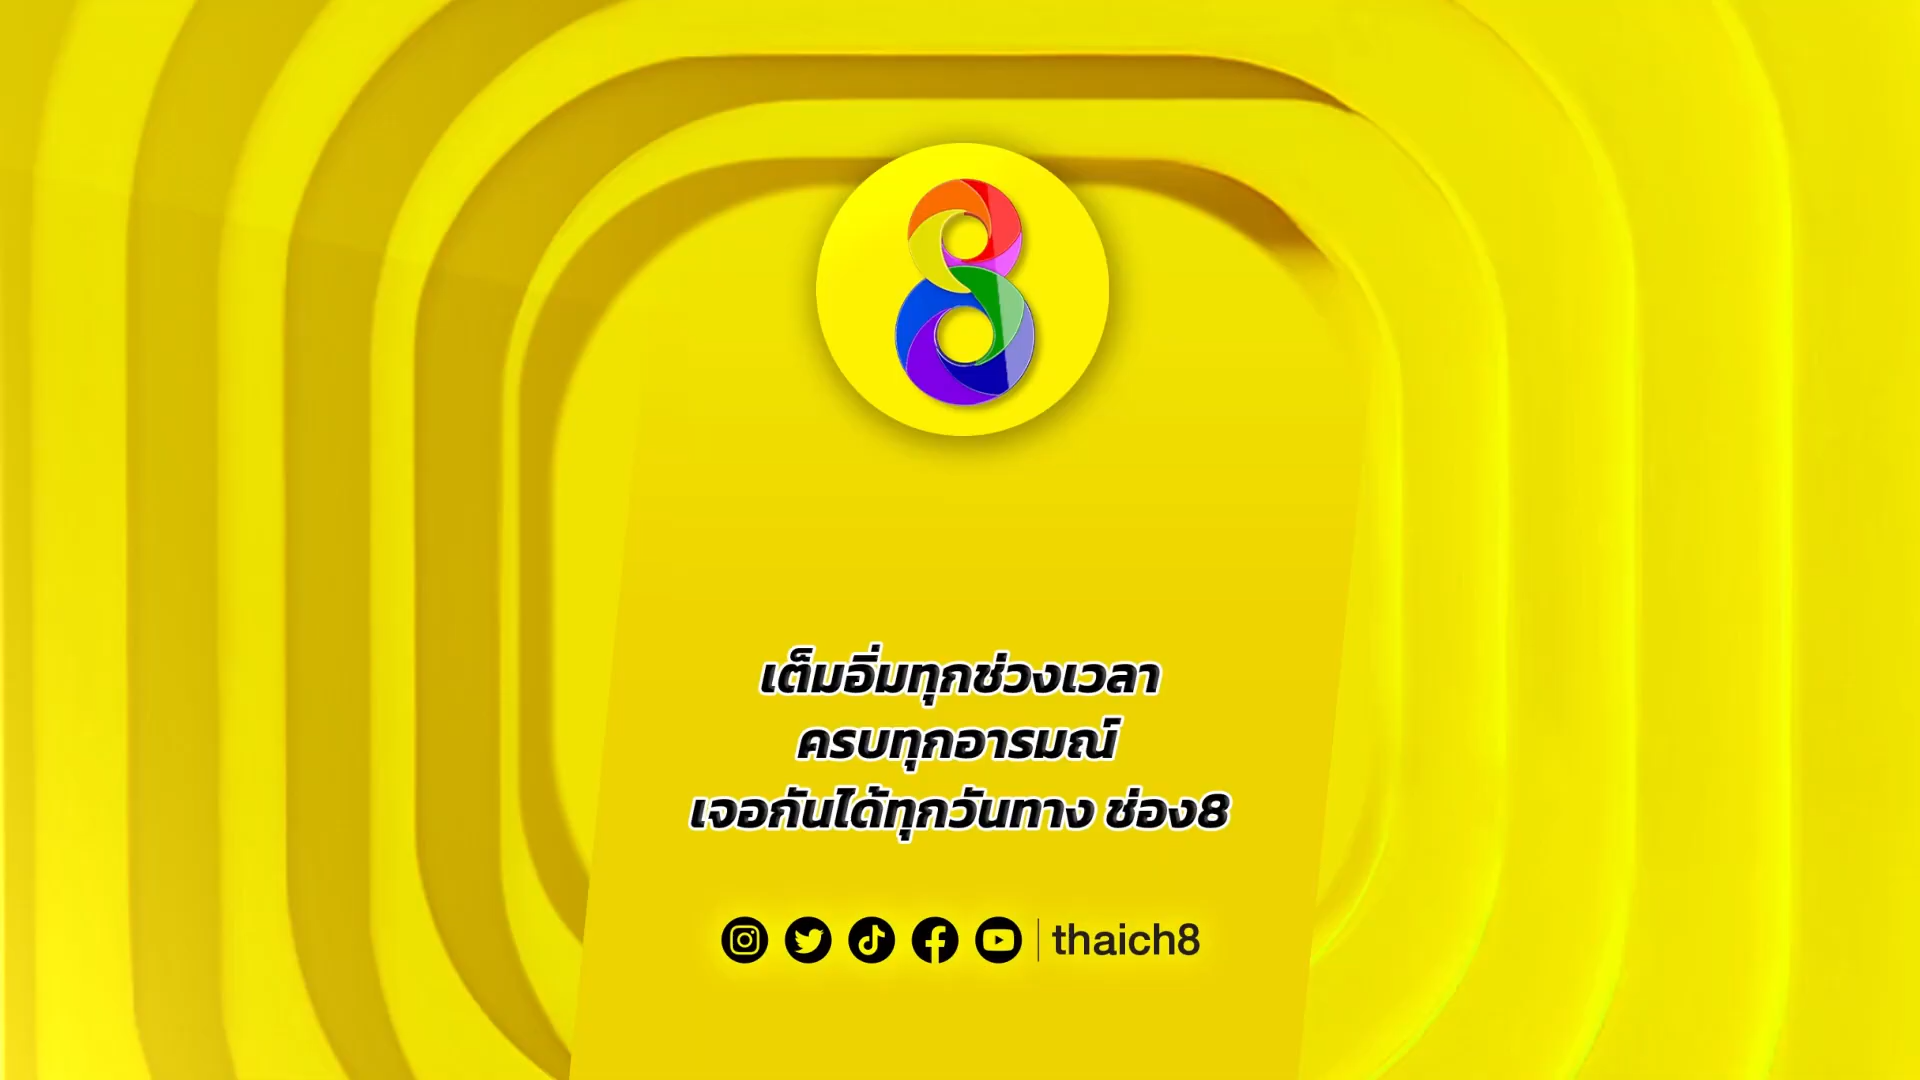 8
เต็มอิ่มทุกช่วงเวลา
ครบทุกอารมณ์
เจอกันได้ทุกวันทาง ช่อง8
thaich8